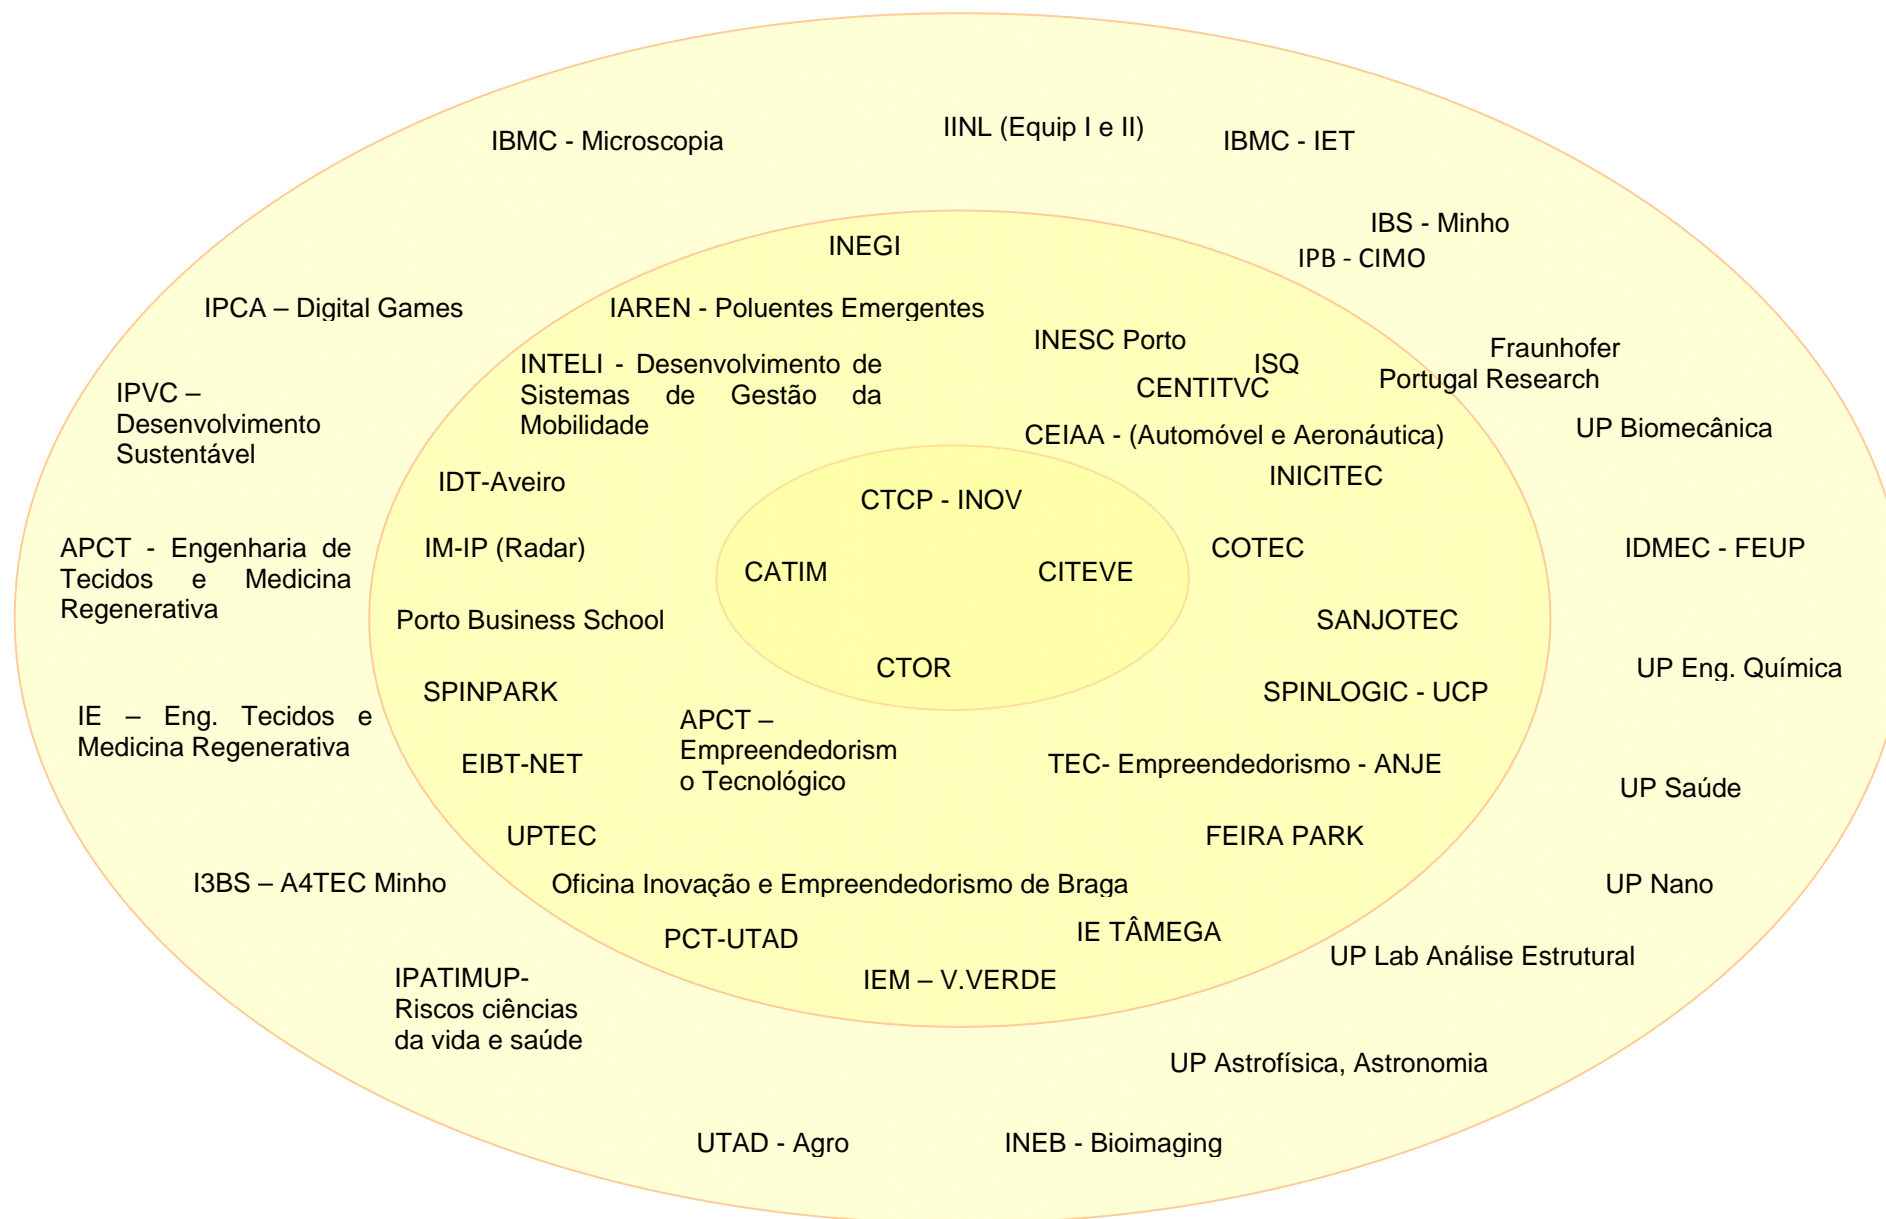 IBMC - Microscopia
IINL (Equip I e II)
IBMC - IET
IBS - Minho
IPB - CIMO
INEGI
IPCA – Digital Games
IAREN - Poluentes Emergentes
INESC Porto
ISQ
Fraunhofer
Portugal Research
INTELI - Desenvolvimento de
Sistemas de Gestão da
Mobilidade
CENTITVC
IPVC –
Desenvolvimento
Sustentável
CEIAA - (Automóvel e Aeronáutica)
UP Biomecânica
INICITEC
IDT-Aveiro
CTCP - INOV
APCT - Engenharia de
Tecidos e Medicina
Regenerativa
IM-IP (Radar)
CATIM
CITEVE
COTEC
IDMEC - FEUP
Porto Business School
SANJOTEC
CTOR
UP Eng. Química
SPINPARK
SPINLOGIC - UCP
IE – Eng. Tecidos e
Medicina Regenerativa
APCT –
Empreendedorism
o Tecnológico
EIBT-NET
TEC- Empreendedorismo - ANJE
UP Saúde
UPTEC
FEIRA PARK
I3BS – A4TEC Minho
Oficina Inovação e Empreendedorismo de Braga
UP Nano
PCT-UTAD
IE TÂMEGA
UP Lab Análise Estrutural
IPATIMUP-
Riscos ciências
da vida e saúde
IEM – V.VERDE
UP Astrofísica, Astronomia
UTAD - Agro
INEB - Bioimaging